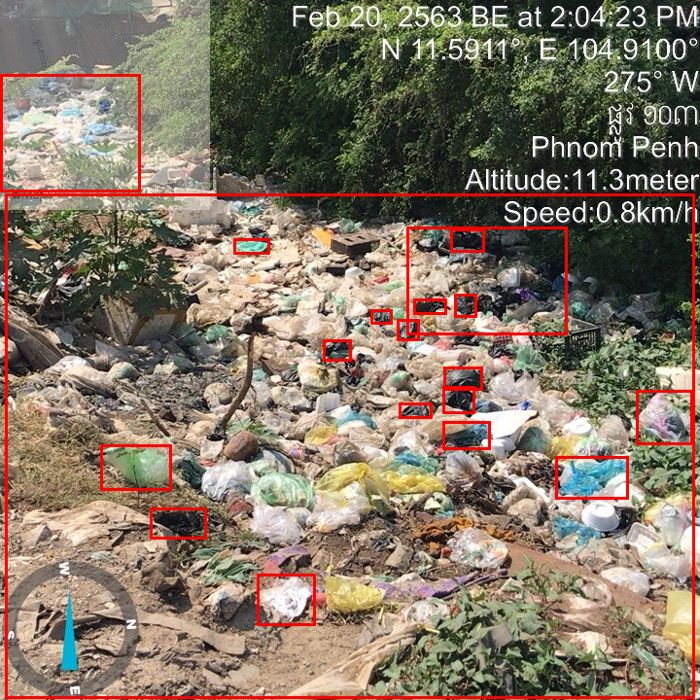 Feb 20, 2563 BE at 2:04:23 PM
N 11.5911°, E 104.9100°
275° W
ផ្លូវ ១០៣
Phnom Penh
Altitude:11.3meter
Speed:0.8km/h
W
N
S
E